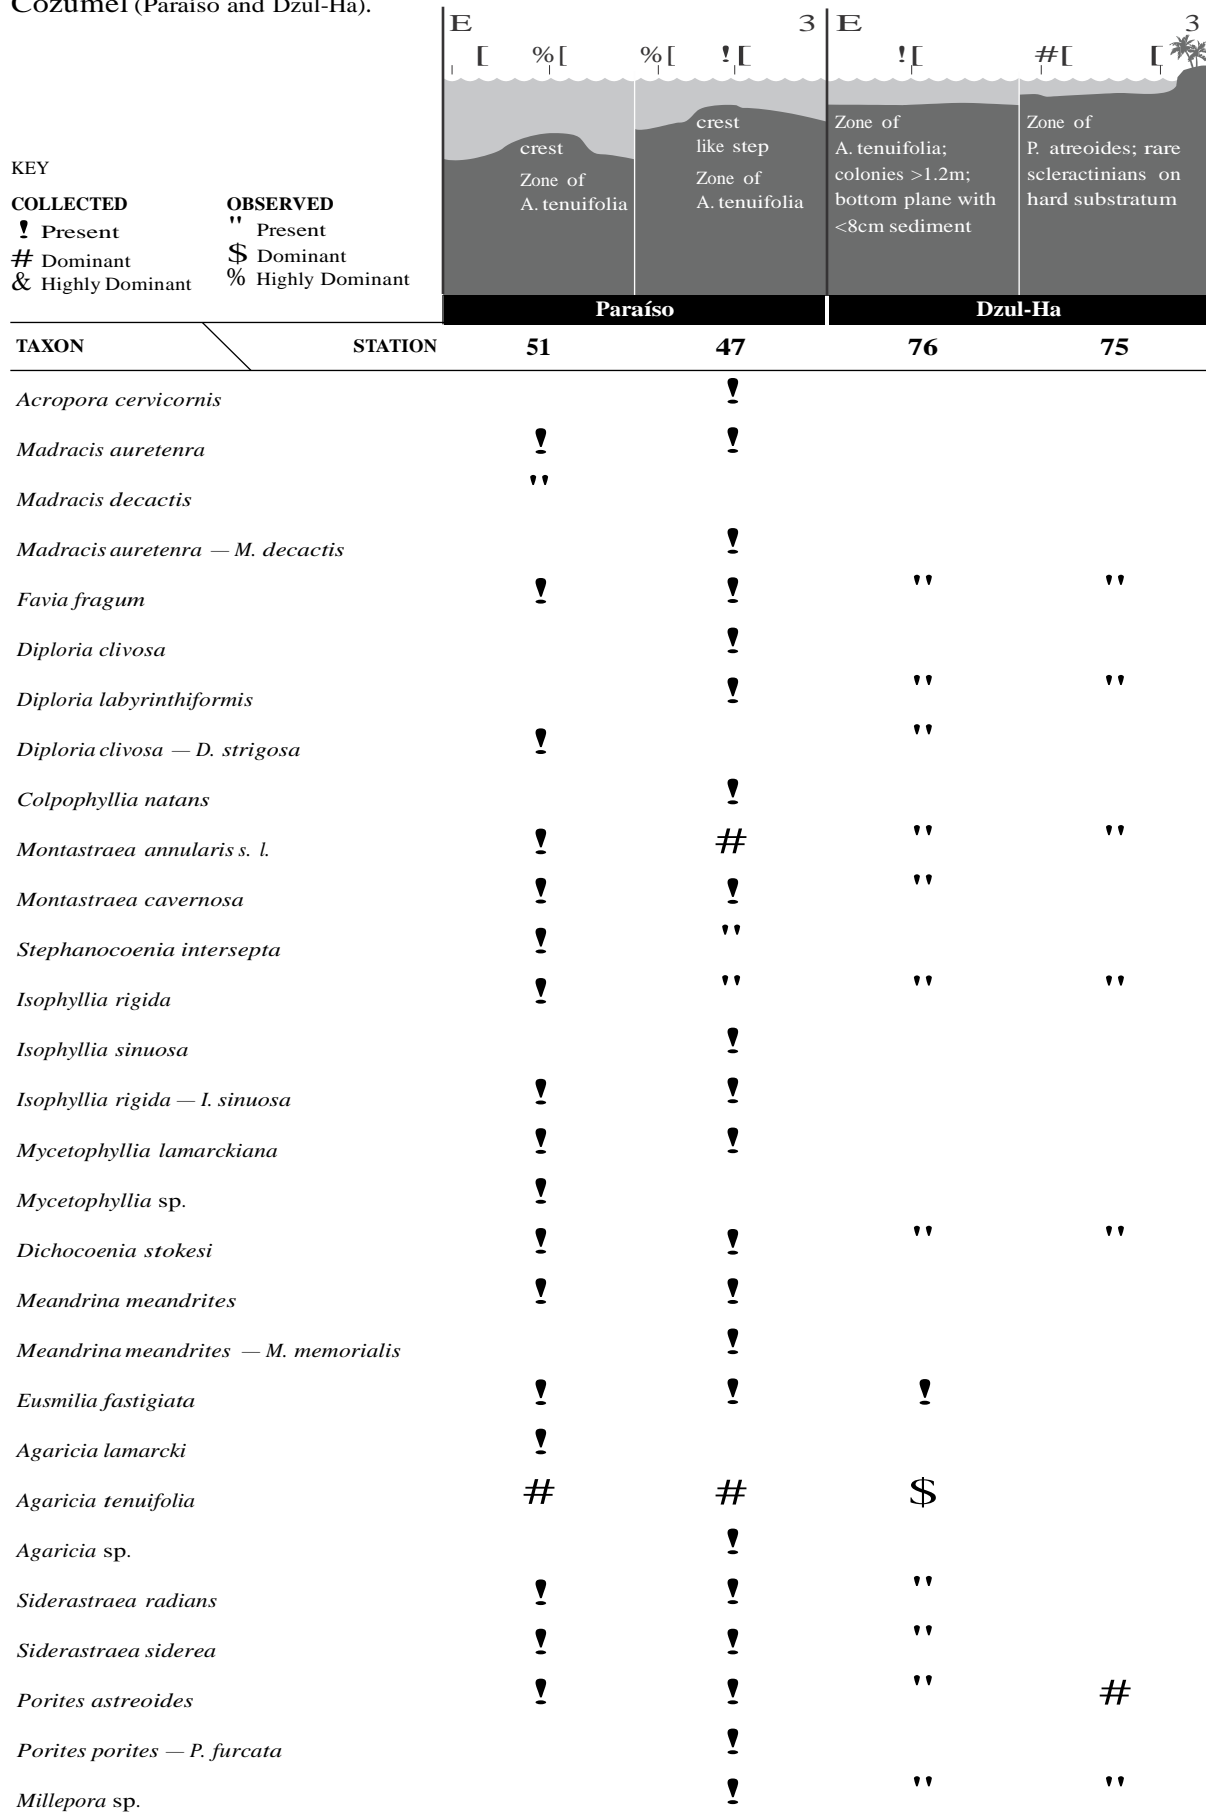 Cozumel (Paraíso and Dzul-Ha).
E 3 E 3
[ %[ %[ ![ ![ #[ [
crest
Zone of
A. tenuifolia
crest
like step
Zone of
A. tenuifolia
Zone of
A. tenuifolia;
colonies >1.2m;
bottom plane with
<8cm sediment
Zone of
P. atreoides; rare
scleractinians on
hard substratum
KEY
COLLECTED OBSERVED
! Present " Present
# Dominant $ Dominant
& Highly Dominant % Highly Dominant
Paraíso Dzul-Ha
TAXON STATION 51 47 76 75
Acropora cervicornis !
Madracis auretenra ! !
Madracis decactis "
Madracis auretenra — M. decactis !
Favia fragum ! ! " "
Diploria clivosa !
Diploria labyrinthiformis ! " "
Diploria clivosa — D. strigosa ! "
Colpophyllia natans !
Montastraea annularis s. l. ! # " "
Montastraea cavernosa ! ! "
Stephanocoenia intersepta ! "
Isophyllia rigida ! " " "
Isophyllia sinuosa !
Isophyllia rigida — I. sinuosa ! !
Mycetophyllia lamarckiana ! !
Mycetophyllia sp. !
Dichocoenia stokesi ! ! " "
Meandrina meandrites ! !
Meandrina meandrites — M. memorialis !
Eusmilia fastigiata ! ! !
Agaricia lamarcki !
Agaricia tenuifolia # # $
Agaricia sp. !
Siderastraea radians ! ! "
Siderastraea siderea ! ! "
Porites astreoides ! ! " #
Porites porites — P. furcata !
Millepora sp. ! " "